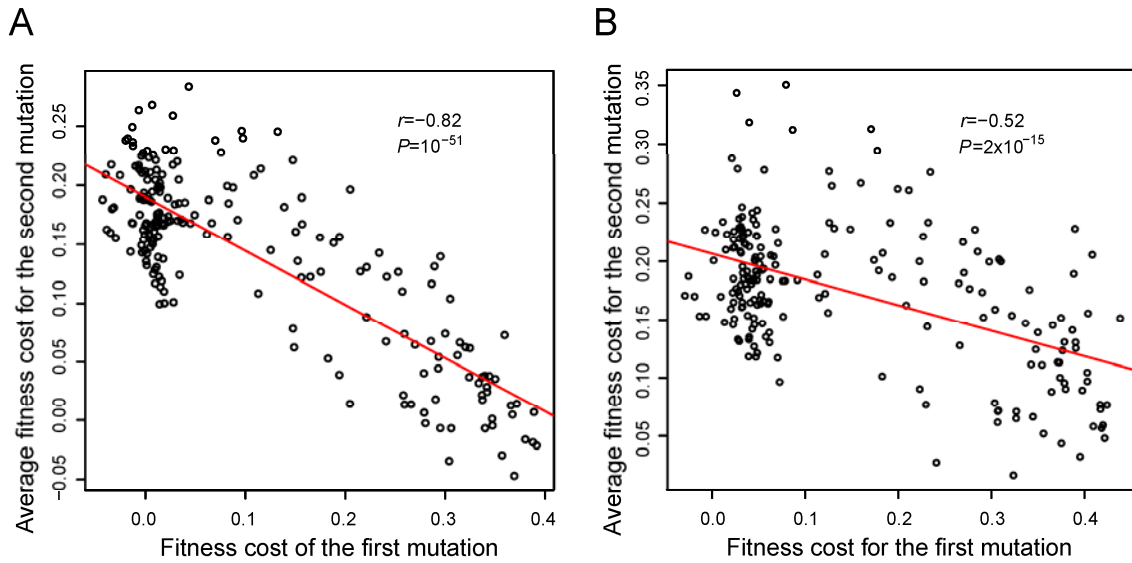 A
B
Average fitness cost for the second mutation
0.25
0.20
0.15
0.10
0.05
0.00
−0.05
r=−0.82
P=10−51
0.0 0.1 0.2 0.3 0.4
Fitness cost of the first mutation
Average fitness cost for the second mutation
0.35
0.30
0.25
0.20
0.15
0.10
0.05
r=−0.52
P=2x10−15
0.0 0.1 0.2 0.3 0.4
Fitness cost for the first mutation